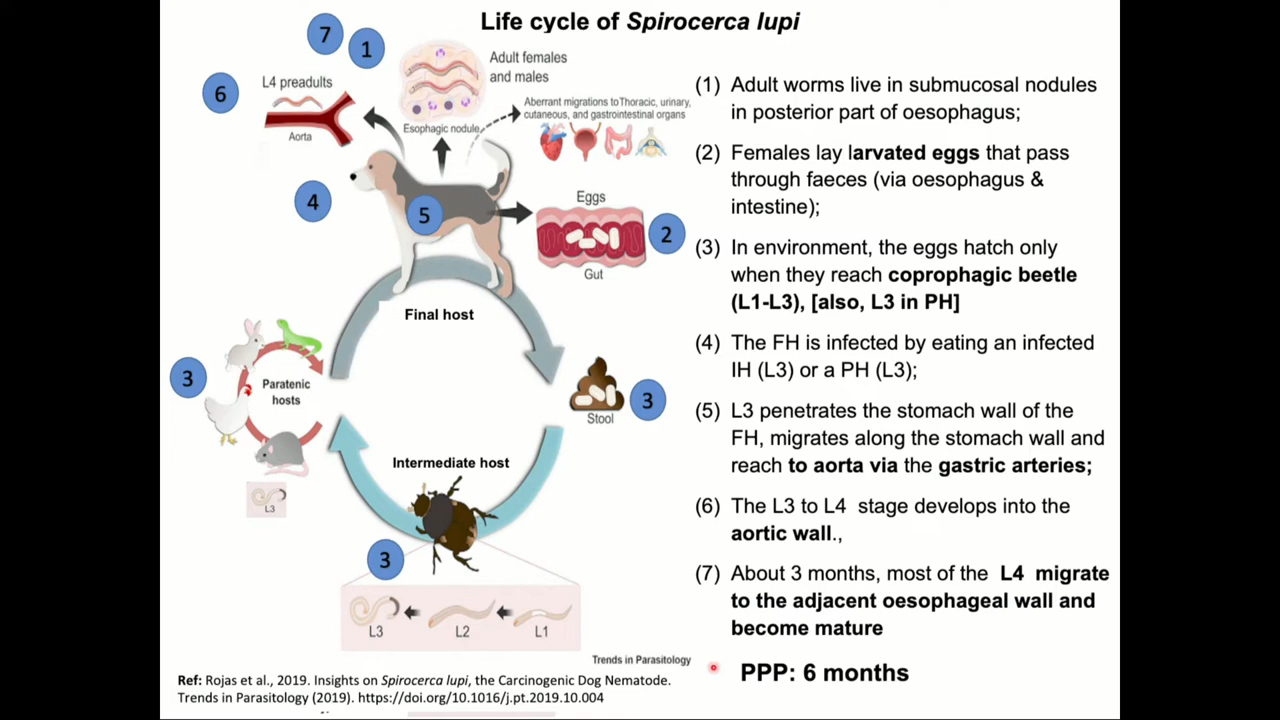 Life cycle of Spirocerca lupi
7
1
6
L4 preadults
Aorta
Adult females
and males
Esophagic nodule
Aberrant migrations to Thoracic, urinary,
cutaneous, and gastrointestinal organs
4
5
Eggs
2
Gut
Final host
3
Paratenic
hosts
L3
Stool
3
Intermediate host
3
L3
L2
L1
Trends in Parasitology
(1) Adult worms live in submucosal nodules
in posterior part of oesophagus;
(2) Females lay larvated eggs that pass
through faeces (via oesophagus &
intestine);
(3) In environment, the eggs hatch only
when they reach coprophagic beetle
(L1-L3), [also, L3 in PH]
(4) The FH is infected by eating an infected
IH (L3) or a PH (L3);
(5) L3 penetrates the stomach wall of the
FH, migrates along the stomach wall and
reach to aorta via the gastric arteries;
(6) The L3 to L4 stage develops into the
aortic wall.,
(7) About 3 months, most of the L4 migrate
to the adjacent oesophageal wall and
become mature
PPP: 6 months
Ref: Rojas et al., 2019. Insights on Spirocerca lupi, the Carcinogenic Dog Nematode.
Trends in Parasitology (2019). https://doi.org/10.1016/j.pt.2019.10.004